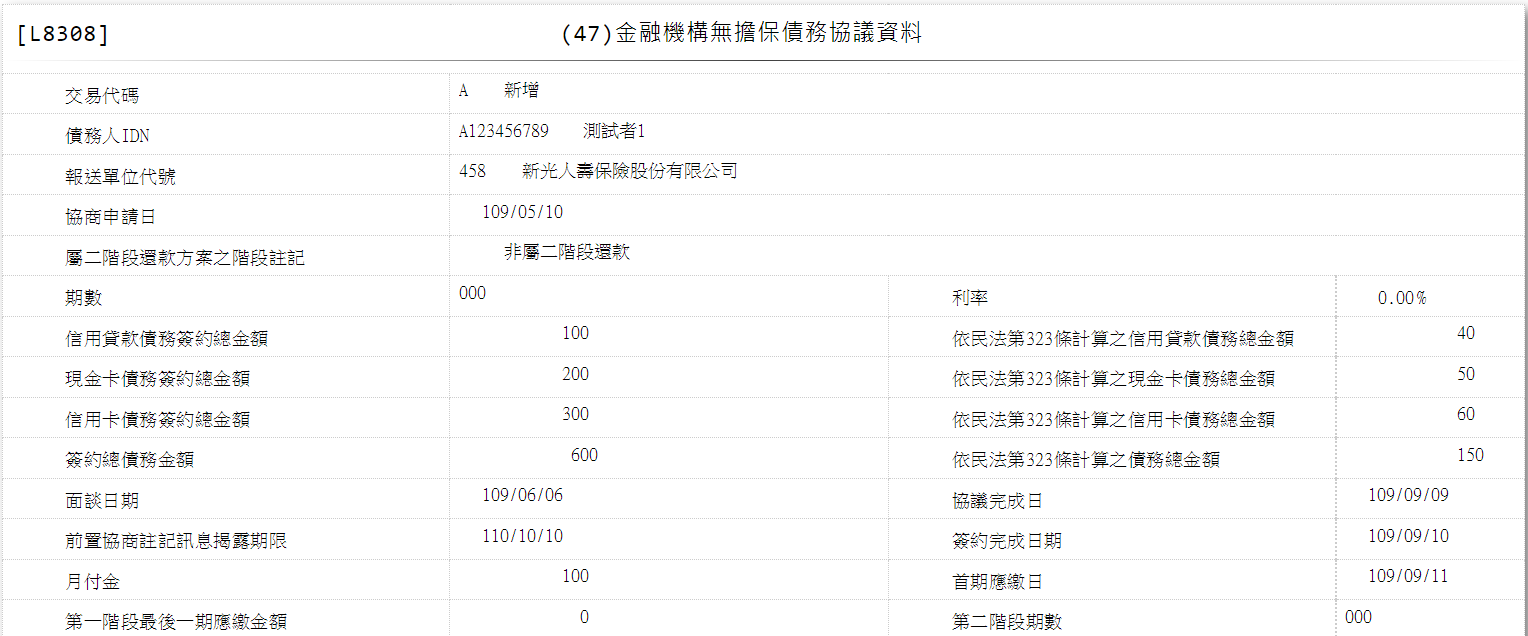 [L8308] (47)金融機構無擔保債務協議資料
交易代碼 A 新增
債務人IDN A123456789 測試者1
報送單位代號 458 新光人壽保險股份有限公司
協商申請日 109/05/10
屬二階段還款方案之階段註記 非屬二階段還款
期數 000 利率 0.00%
信用貸款債務簽約總金額 100 依民法第323條計算之信用貸款債務總金額 40
現金卡債務簽約總金額 200 依民法第323條計算之現金卡債務總金額 50
信用卡債務簽約總金額 300 依民法第323條計算之信用卡債務總金額 60
簽約總債務金額 600 依民法第323條計算之債務總金額 150
面談日期 109/06/06 協議完成日 109/09/09
前置協商註記訊息揭露期限 110/10/10 簽約完成日期 109/09/10
月付金 100 首期應繳日 109/09/11
第一階段最後一期應繳金額 0 第二階段期數 000